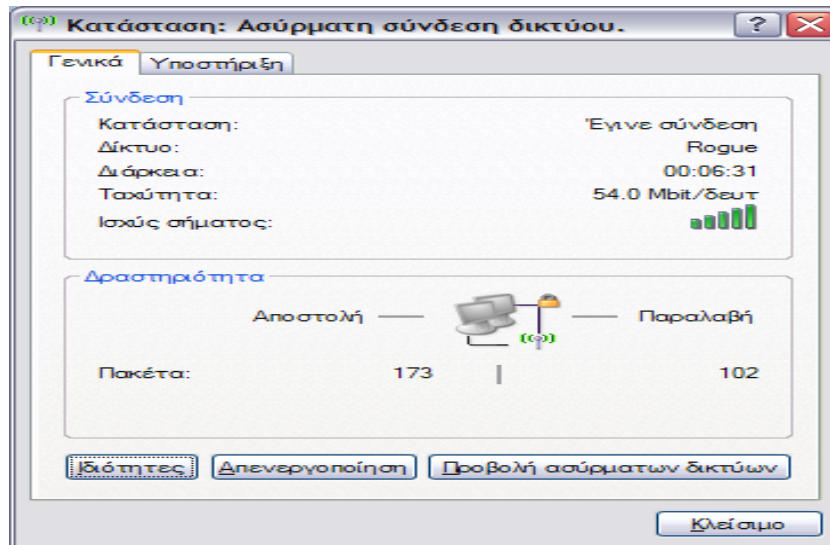 Κατάσταση: Ασύρματη σύνδεση δικτύου.
Γενικά Υποστήριξη
Σύνδεση
Κατάσταση: Έγινε σύνδεση
Δίκτυο: Rogue
Διάρκεια: 00:06:31
Ταχύτητα: 54.0 Mbit/δευτ
Ισχύς σήματος:
Δραστηριότητα
Αποστολή Παραλαβή
Πακέτα: 173 102
Ιδιότητες Απενεργοποίηση Προβολή ασύρματων δικτύων
Κλείσιμο